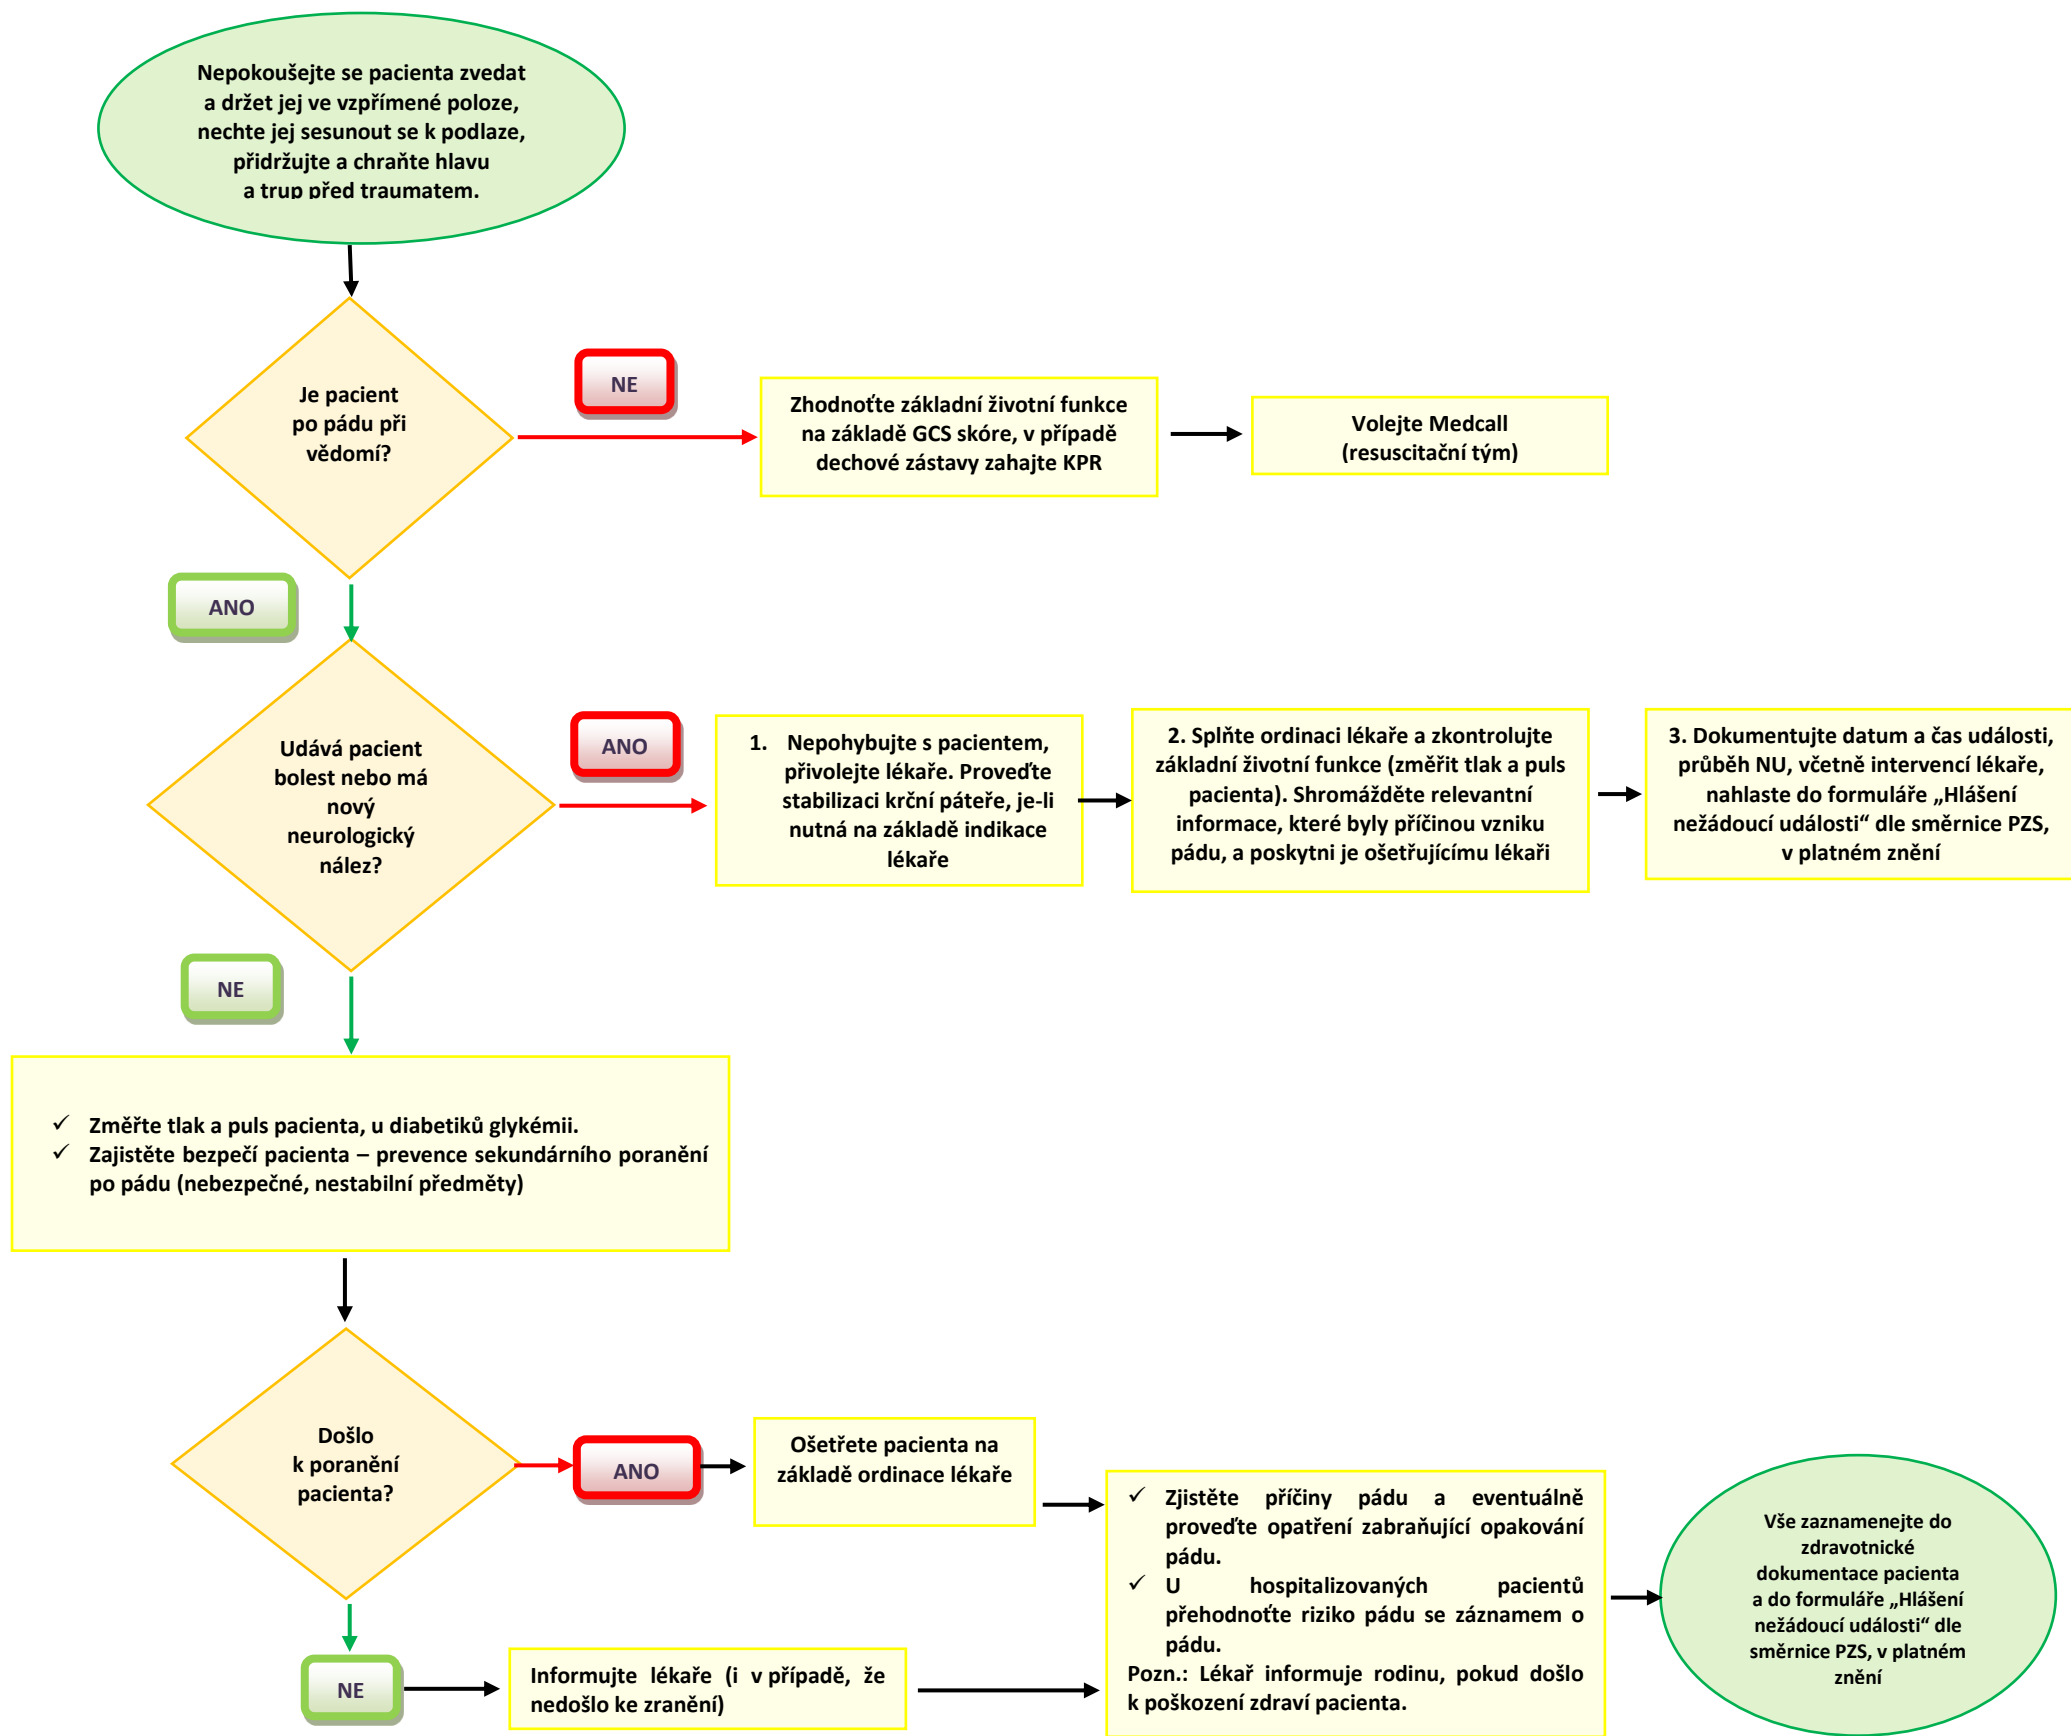 Nepokoušejte se pacienta zvedat
a držet jej ve vzpřímené poloze,
nechte jej sesunout se k podlaze,
přidržujte a chraňte hlavu
a trup před traumatem.
Je pacient
po pádu při
vědomí?
NE
Zhodnoťte základní životní funkce
na základě GCS skóre, v případě
dechové zástavy zahajte KPR
Volejte Medcall
(resuscitační tým)
ANO
Udává pacient
bolest nebo má
nový
neurologický
nález?
ANO
1. Nepohybujte s pacientem,
přivolejte lékaře. Proveďte
stabilizaci krční páteře, je-li
nutná na základě indikace
lékaře
2. Splňte ordinaci lékaře a zkontrolujte
základní životní funkce (změřit tlak a puls
pacienta). Shromážděte relevantní
informace, které byly příčinou vzniku
pádu, a poskytni je ošetřujícímu lékaři
3. Dokumentujte datum a čas události,
průběh NU, včetně intervencí lékaře,
nahlaste do formuláře „Hlášení
nežádoucí události“ dle směrnice PZS,
v platném znění
NE
✓ Změřte tlak a puls pacienta, u diabetiků glykémii.
✓ Zajistěte bezpečí pacienta – prevence sekundárního poranění
po pádu (nebezpečné, nestabilní předměty)
Došlo
k poranění
pacienta?
ANO
Ošetřete pacienta na
základě ordinace lékaře
NE
Informujte lékaře (i v případě, že
nedošlo ke zranění)
✓ Zjistěte příčiny pádu a eventuálně
proveďte opatření zabraňující opakování
pádu.
✓ U hospitalizovaných pacientů
přehodnoťte riziko pádu se záznamem o
pádu.
Pozn.: Lékař informuje rodinu, pokud došlo
k poškození zdraví pacienta.
Vše zaznamenejte do
zdravotnické
dokumentace pacienta
a do formuláře „Hlášení
nežádoucí události“ dle
směrnice PZS, v platném
znění